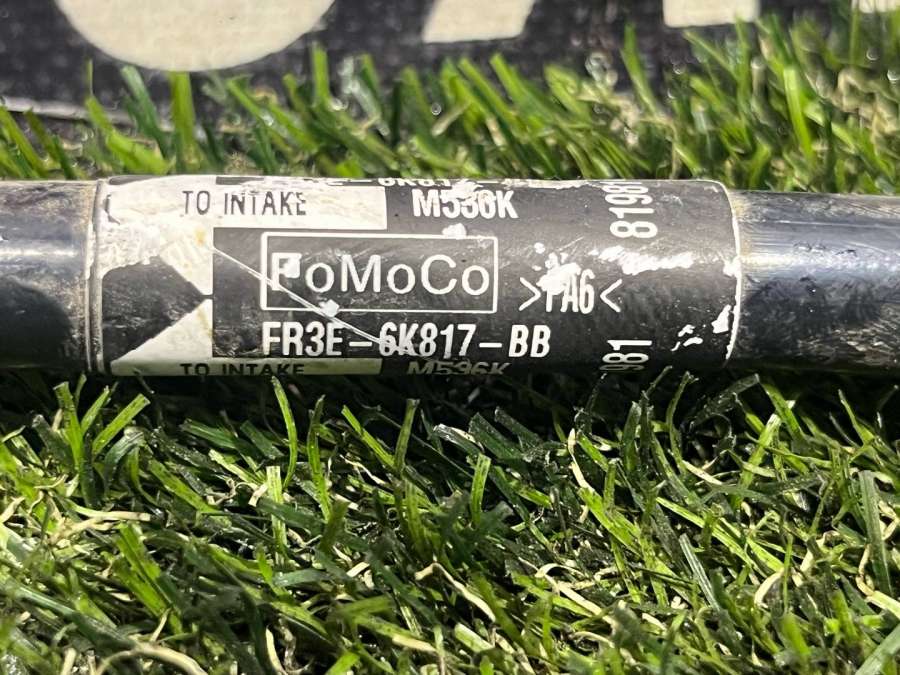 TO INTAKE
M536K
FoMoCo
>PA6<
FR3E-6K817-BB
8198
TO INTAKE
M536K
981